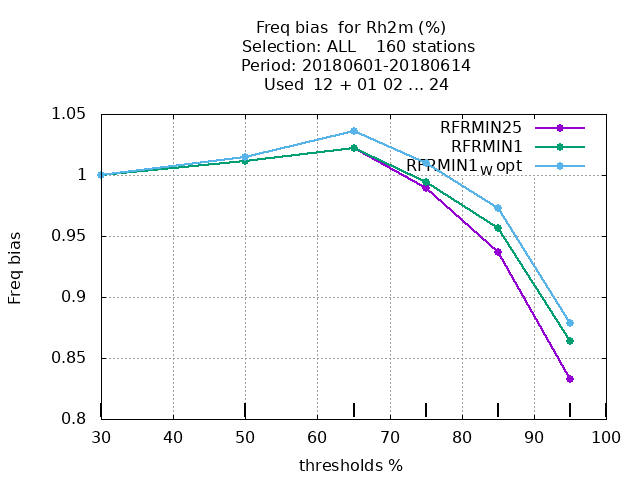 Freq bias for Rh2m (%)
Selection: ALL 160 stations
Period: 20180601-20180614
Used 12 + 01 02 ... 24
1.05
1
0.95
0.9
0.85
0.8
Freq bias
RFRMIN25
RFRMIN1
RFRMIN1W opt
30 40 50 60 70 80 90 100
thresholds %